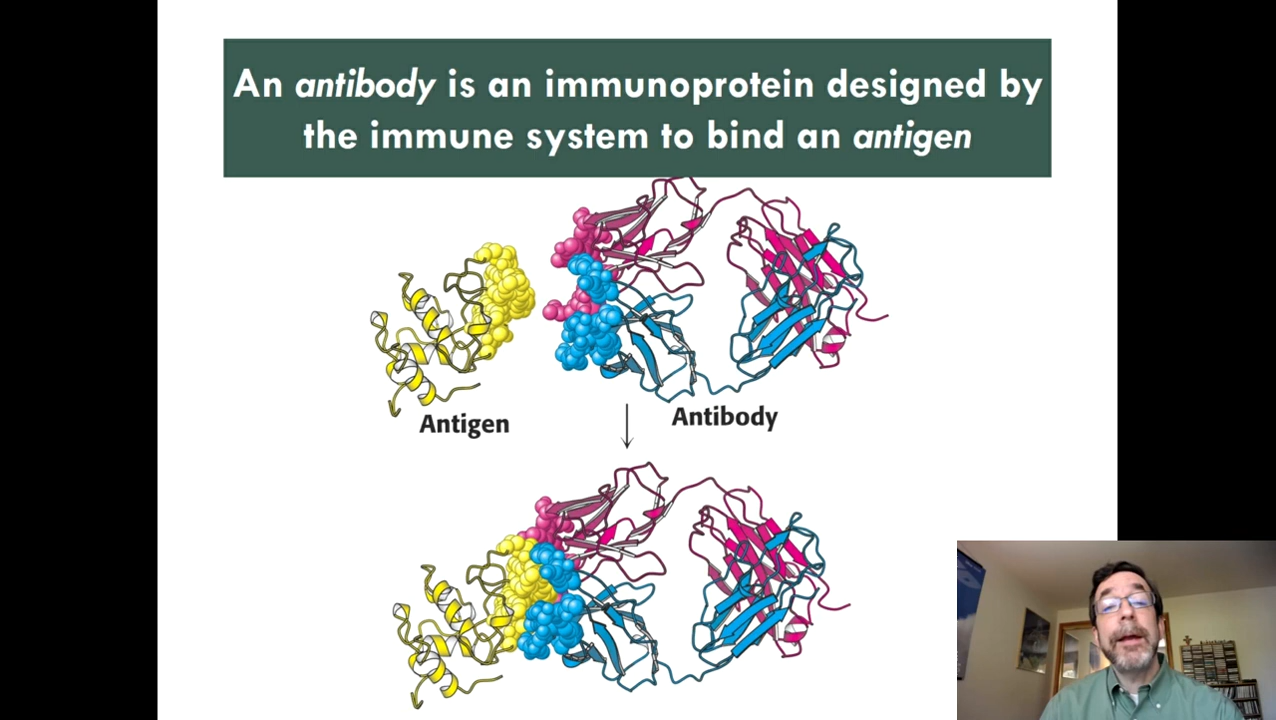 An antibody is an immunoprotein designed by
the immune system to bind an antigen
Antigen
Antibody